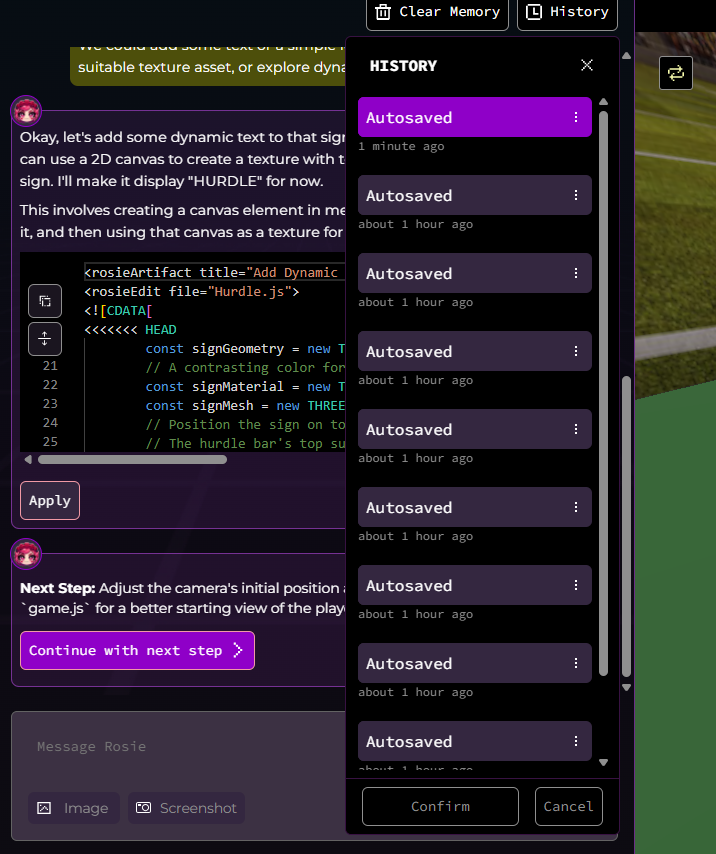 Clear Memory
History
We could add some text or a simple
suitable texture asset, or explore dyna
Okay, let's add some dynamic text to that sign
can use a 2D canvas to create a texture with
sign. I'll make it display "HURDLE" for now.
This involves creating a canvas element in me
it, and then using that canvas as a texture for
<rosieArtifact title="Add Dynamic
<rosieEdit file="Hurdle.js">
<![CDATA[
<<<<<<< HEAD
const signGeometry = new T
21 // A contrasting color for
22 const signMaterial = new T
23 const signMesh = new THREE
24 // Position the sign on to
25 // The hurdle bar's top su
Apply
Next Step: Adjust the camera's initial position
`game.js` for a better starting view of the playe
Continue with next step
Message Rosie
Image
Screenshot
HISTORY
Autosaved
1 minute ago
Autosaved
about 1 hour ago
Autosaved
about 1 hour ago
Autosaved
about 1 hour ago
Autosaved
about 1 hour ago
Autosaved
about 1 hour ago
Autosaved
about 1 hour ago
Autosaved
about 1 hour ago
Autosaved
about 1 hour ago
Confirm
Cancel